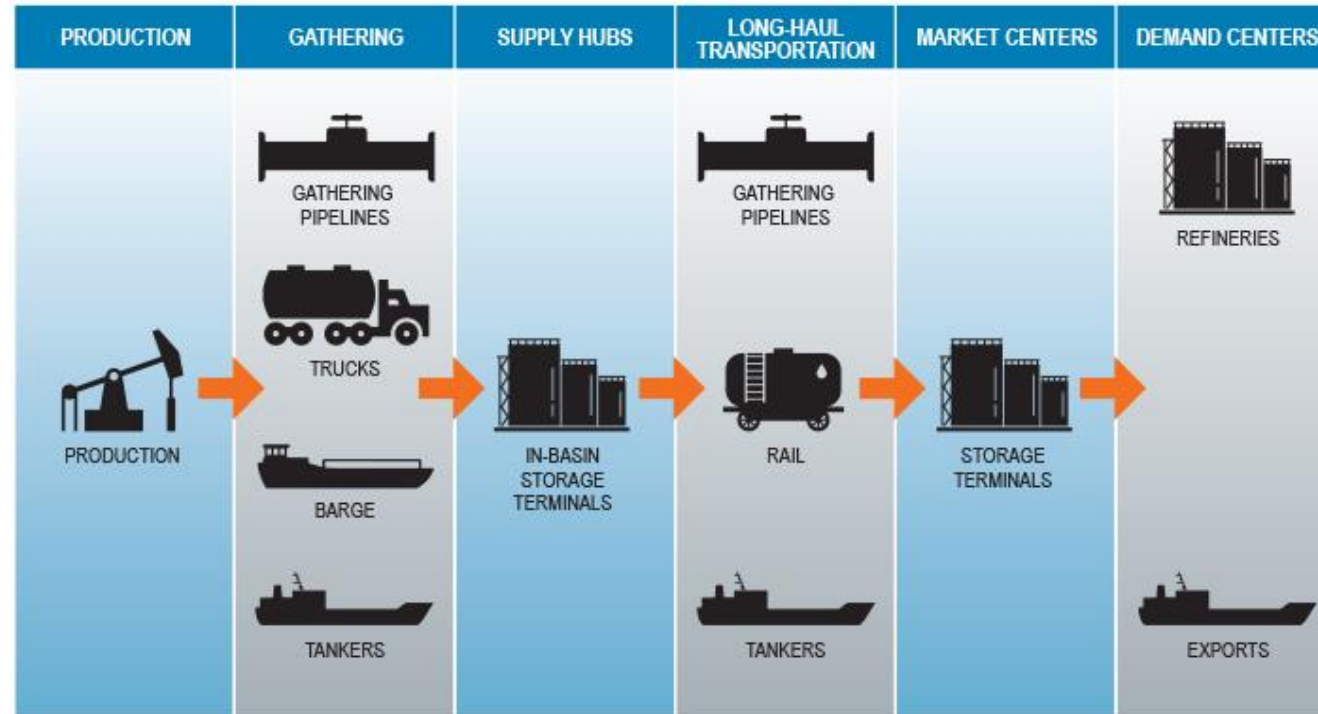 PRODUCTION
GATHERING
SUPPLY HUBS
LONG-HAUL
TRANSPORTATION
MARKET CENTERS
DEMAND CENTERS
PRODUCTION
GATHERING
PIPELINES
TRUCKS
BARGE
TANKERS
IN-BASIN
STORAGE
TERMINALS
GATHERING
PIPELINES
RAIL
TANKERS
STORAGE
TERMINALS
REFINERIES
EXPORTS